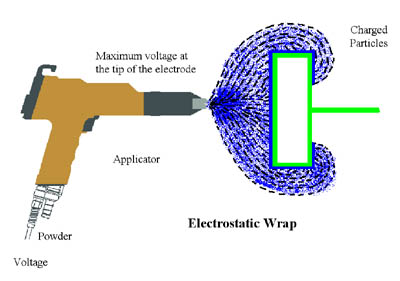 Charged
Particles
Maximum voltage at
the tip of the electrode
Applicator
Electrostatic Wrap
Powder
Voltage